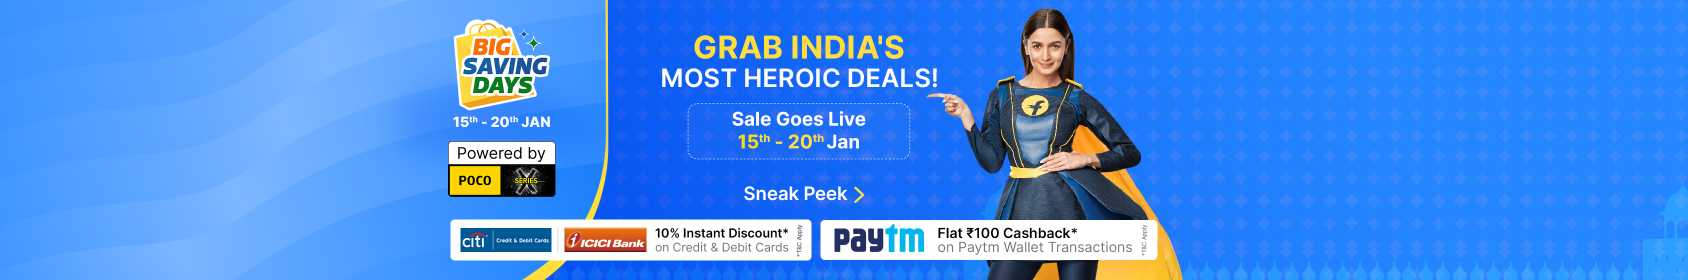 BIG
SAVING
DAYS
15th - 20th JAN
Powered by
POCO X SERIES
GRAB INDIA'S
MOST HEROIC DEALS!
Sale Goes Live
15th - 20th Jan
Sneak Peek
citi Credit & Debit Cards
ICICI Bank
10% Instant Discount*
on Credit & Debit Cards
*T&C Apply
paytm
Flat ₹100 Cashback*
on Paytm Wallet Transactions
*T&C Apply